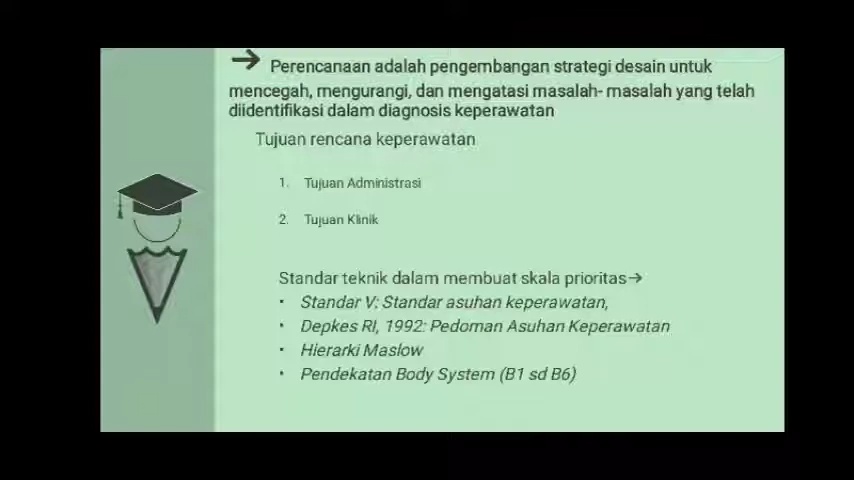 → Perencanaan adalah pengembangan strategi desain untuk
mencegah, mengurangi, dan mengatasi masalah- masalah yang telah
diidentifikasi dalam diagnosis keperawatan
Tujuan rencana keperawatan
1. Tujuan Administrasi
2. Tujuan Klinik
Standar teknik dalam membuat skala prioritas→
• Standar V: Standar asuhan keperawatan,
• Depkes RI, 1992: Pedoman Asuhan Keperawatan
• Hierarki Maslow
• Pendekatan Body System (B1 sd B6)